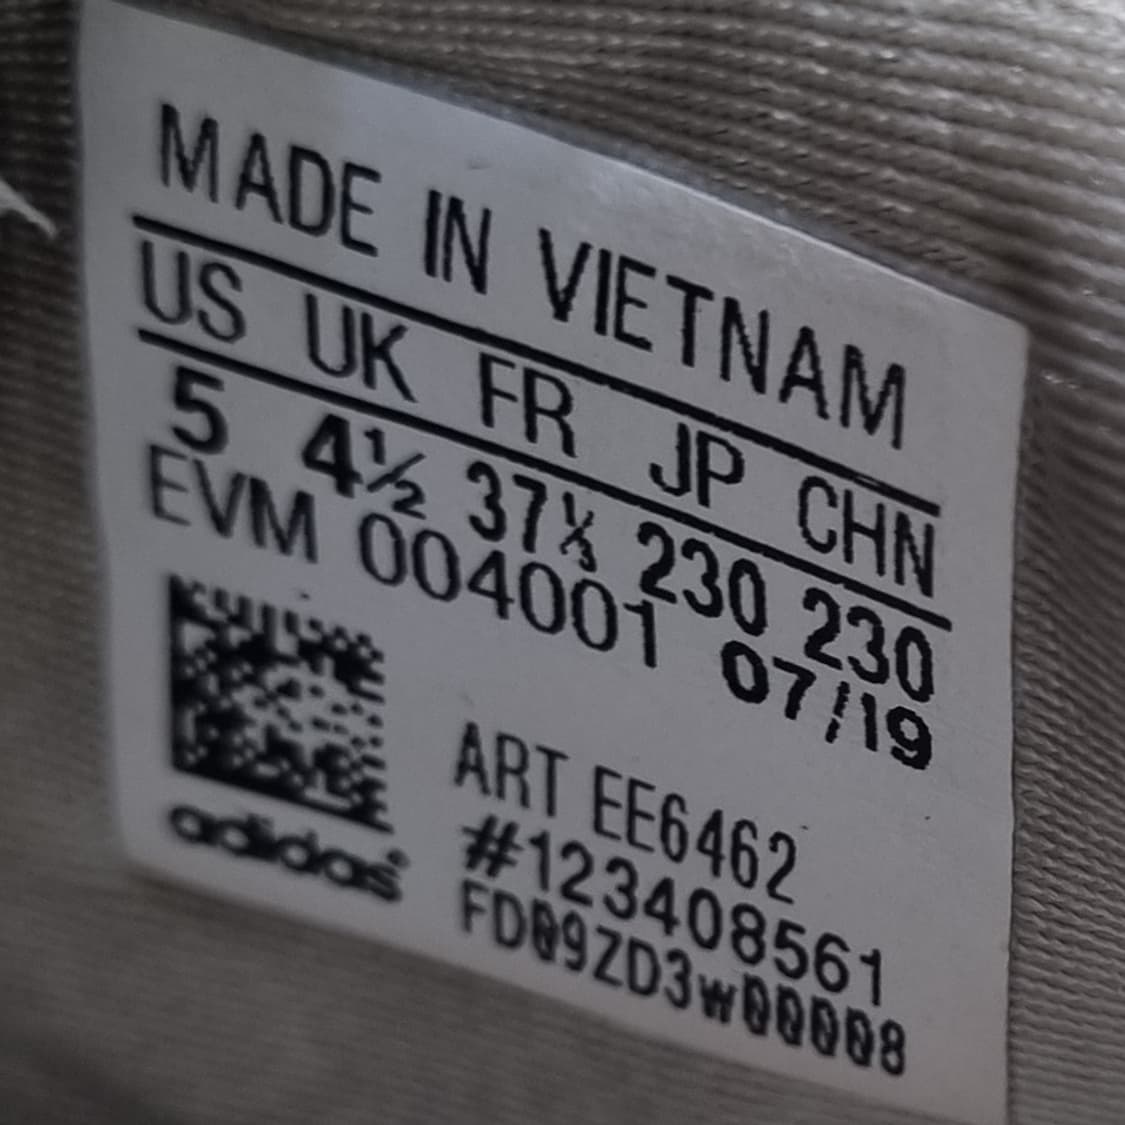 MADE IN VIETNAM
US UK FR JP CHN
5 4½ 37⅓ 230 230
EVM 004001 07/19
ART EE6462
#123408561
FD09ZD3w00008
adidas